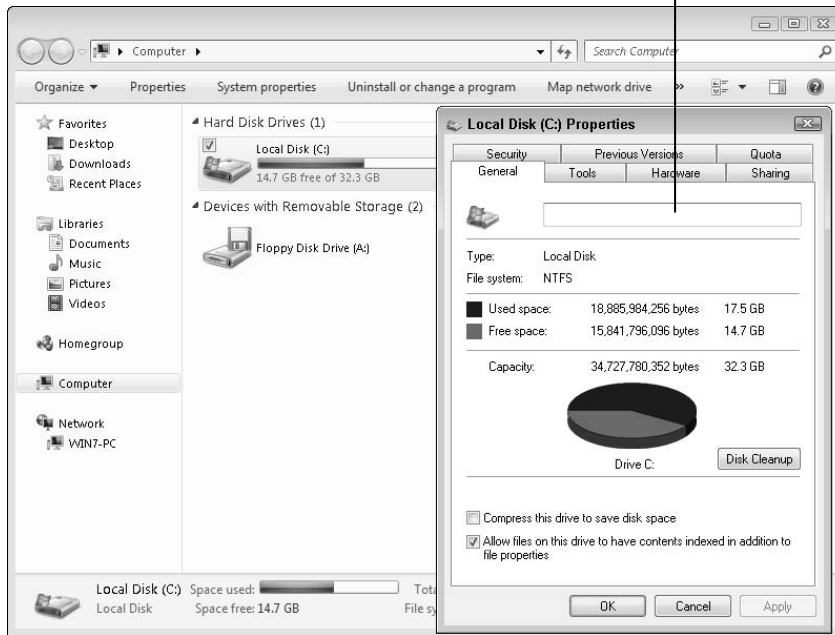 Computer
Search Computer
Organize Properties System properties Uninstall or change a program Map network drive »
Favorites
Desktop
Downloads
Recent Places
Libraries
Documents
Music
Pictures
Videos
Homegroup
Computer
Network
WIN7-PC
Hard Disk Drives (1)
Local Disk (C:)
14.7 GB free of 32.3 GB
Devices with Removable Storage (2)
Floppy Disk Drive (A:)
Local Disk (C:) Space used:
Local Disk Space free: 14.7 GB
Local Disk (C:) Properties
Security Previous Versions Quota
General Tools Hardware Sharing
Type: Local Disk
File system: NTFS
Used space: 18,885,984,256 bytes 17.5 GB
Free space: 15,841,796,096 bytes 14.7 GB
Capacity: 34,727,780,352 bytes 32.3 GB
Drive C:
Disk Cleanup
Compress this drive to save disk space
Allow files on this drive to have contents indexed in addition to
file properties
OK Cancel Apply